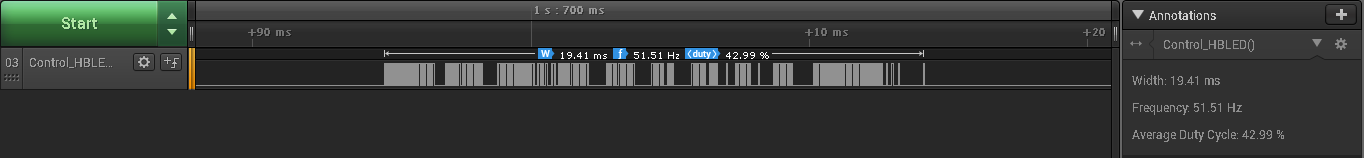 Start
1 s : 700 ms
+90 ms
+10 ms
+20
03 Control_HBLE...
W 19.41 ms f 51.51 Hz ⟨duty⟩ 42.99 %
Annotations
Control_HBLED()
Width: 19.41 ms
Frequency: 51.51 Hz
Average Duty Cycle: 42.99 %